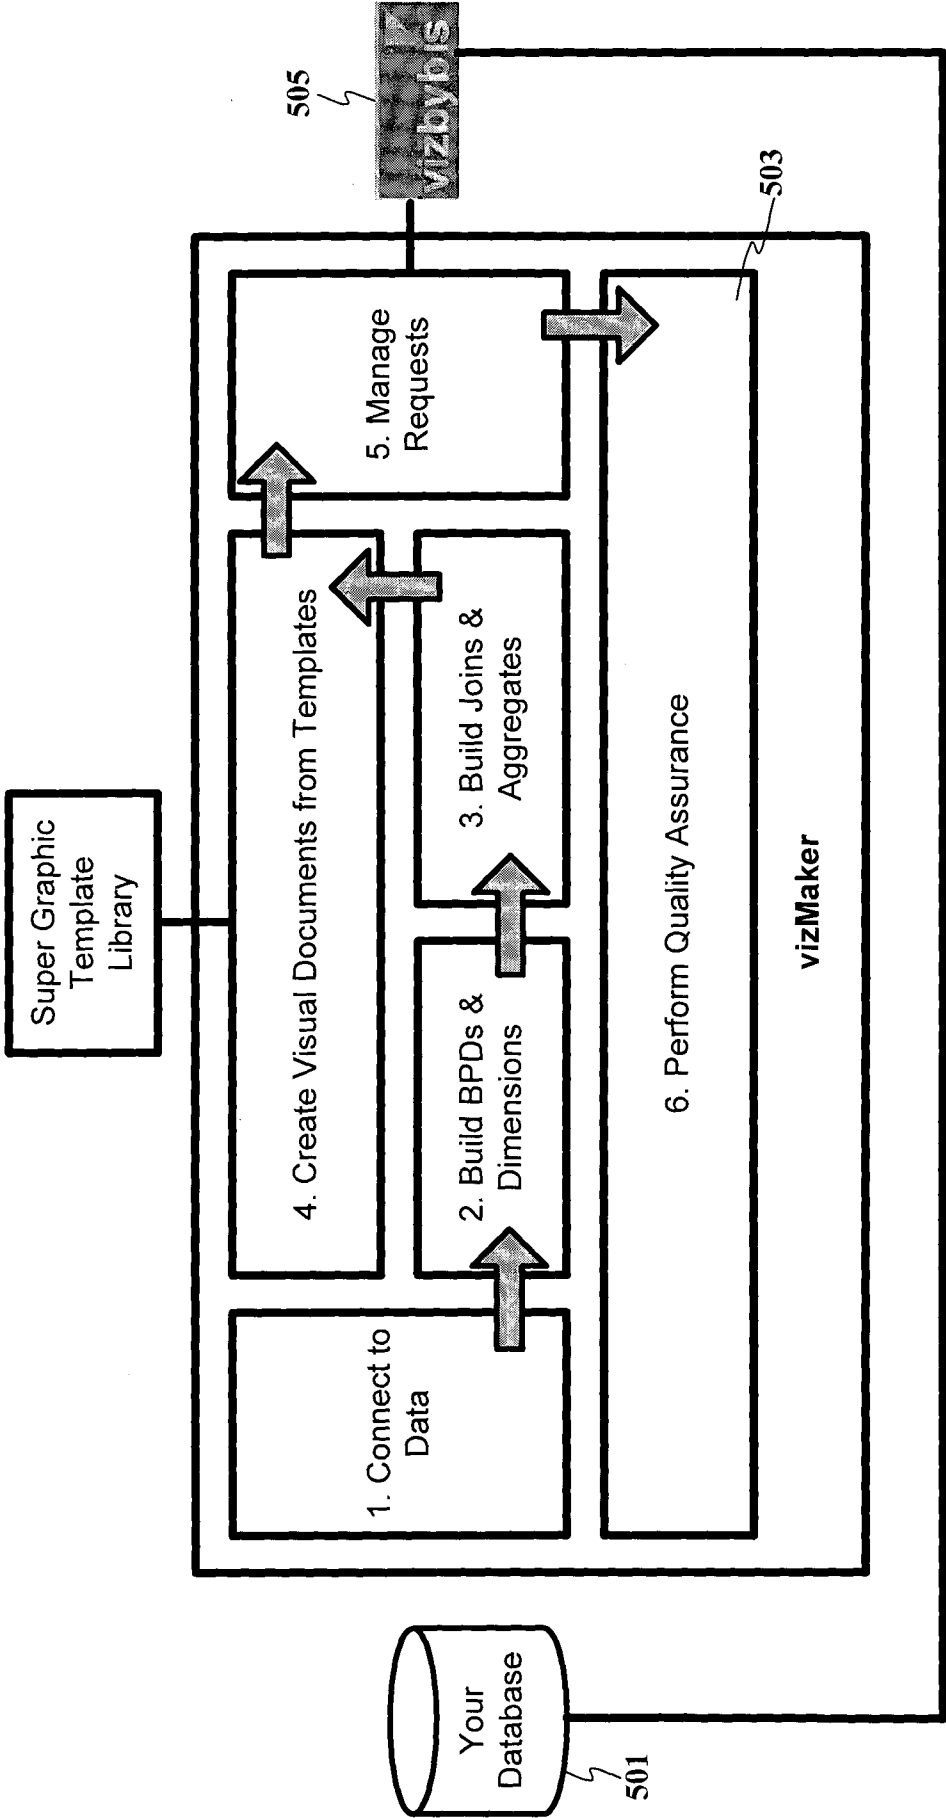 Super Graphic
Template
Library
505
vizbybis
4. Create Visual Documents from Templates
5. Manage
Requests
1. Connect to
Data
2. Build BPDs &
Dimensions
3. Build Joins &
Aggregates
Your
Database
501
6. Perform Quality Assurance
503
vizMaker